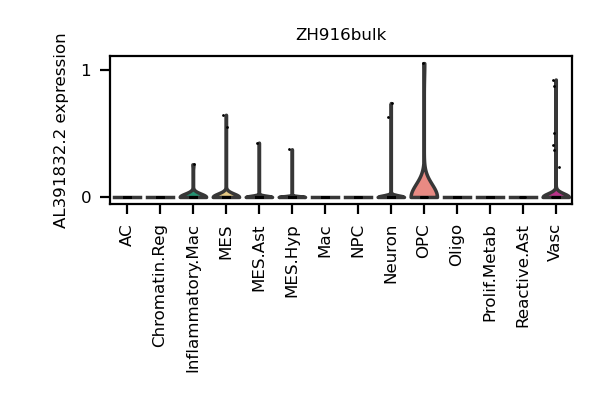 ZH916bulk
AL391832.2 expression
1
0
AC
Chromatin.Reg
Inflammatory.Mac
MES
MES.Ast
MES.Hyp
Mac
NPC
Neuron
OPC
Oligo
Prolif.Metab
Reactive.Ast
Vasc